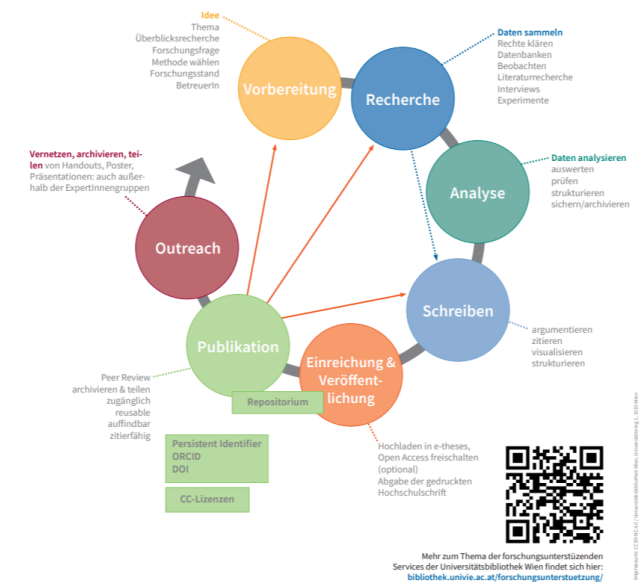 Idee
Thema
Überblicksrecherche
Forschungsfrage
Methode wählen
Forschungsstand
BetreuerIn
Vorbereitung
Recherche
Daten sammeln
Rechte klären
Datenbanken
Beobachten
Literaturrecherche
Interviews
Experimente
Vernetzen, archivieren, tei-
len von Handouts, Poster,
Präsentationen: auch außer-
halb der ExpertInnengruppen
Daten analysieren
auswerten
prüfen
strukturieren
sichern/archivieren
Analyse
Outreach
Schreiben
argumentieren
zitieren
visualisieren
strukturieren
Publikation
Einreichung &
Veröffent-
lichung
Peer Review
archivieren & teilen
zugänglich
reusable
auffindbar
zitierfähig
Repositorium
Persistent Identifier
ORCID
DOI
CC-Lizenzen
Hochladen in e-theses,
Open Access freischalten
(optional)
Abgabe der gedruckten
Hochschulschrift
Mehr zum Thema der forschungsunterstüzenden
Services der Universitätsbibliothek Wien findet sich hier:
bibliothek.univie.ac.at/forschungsunterstuetzung/